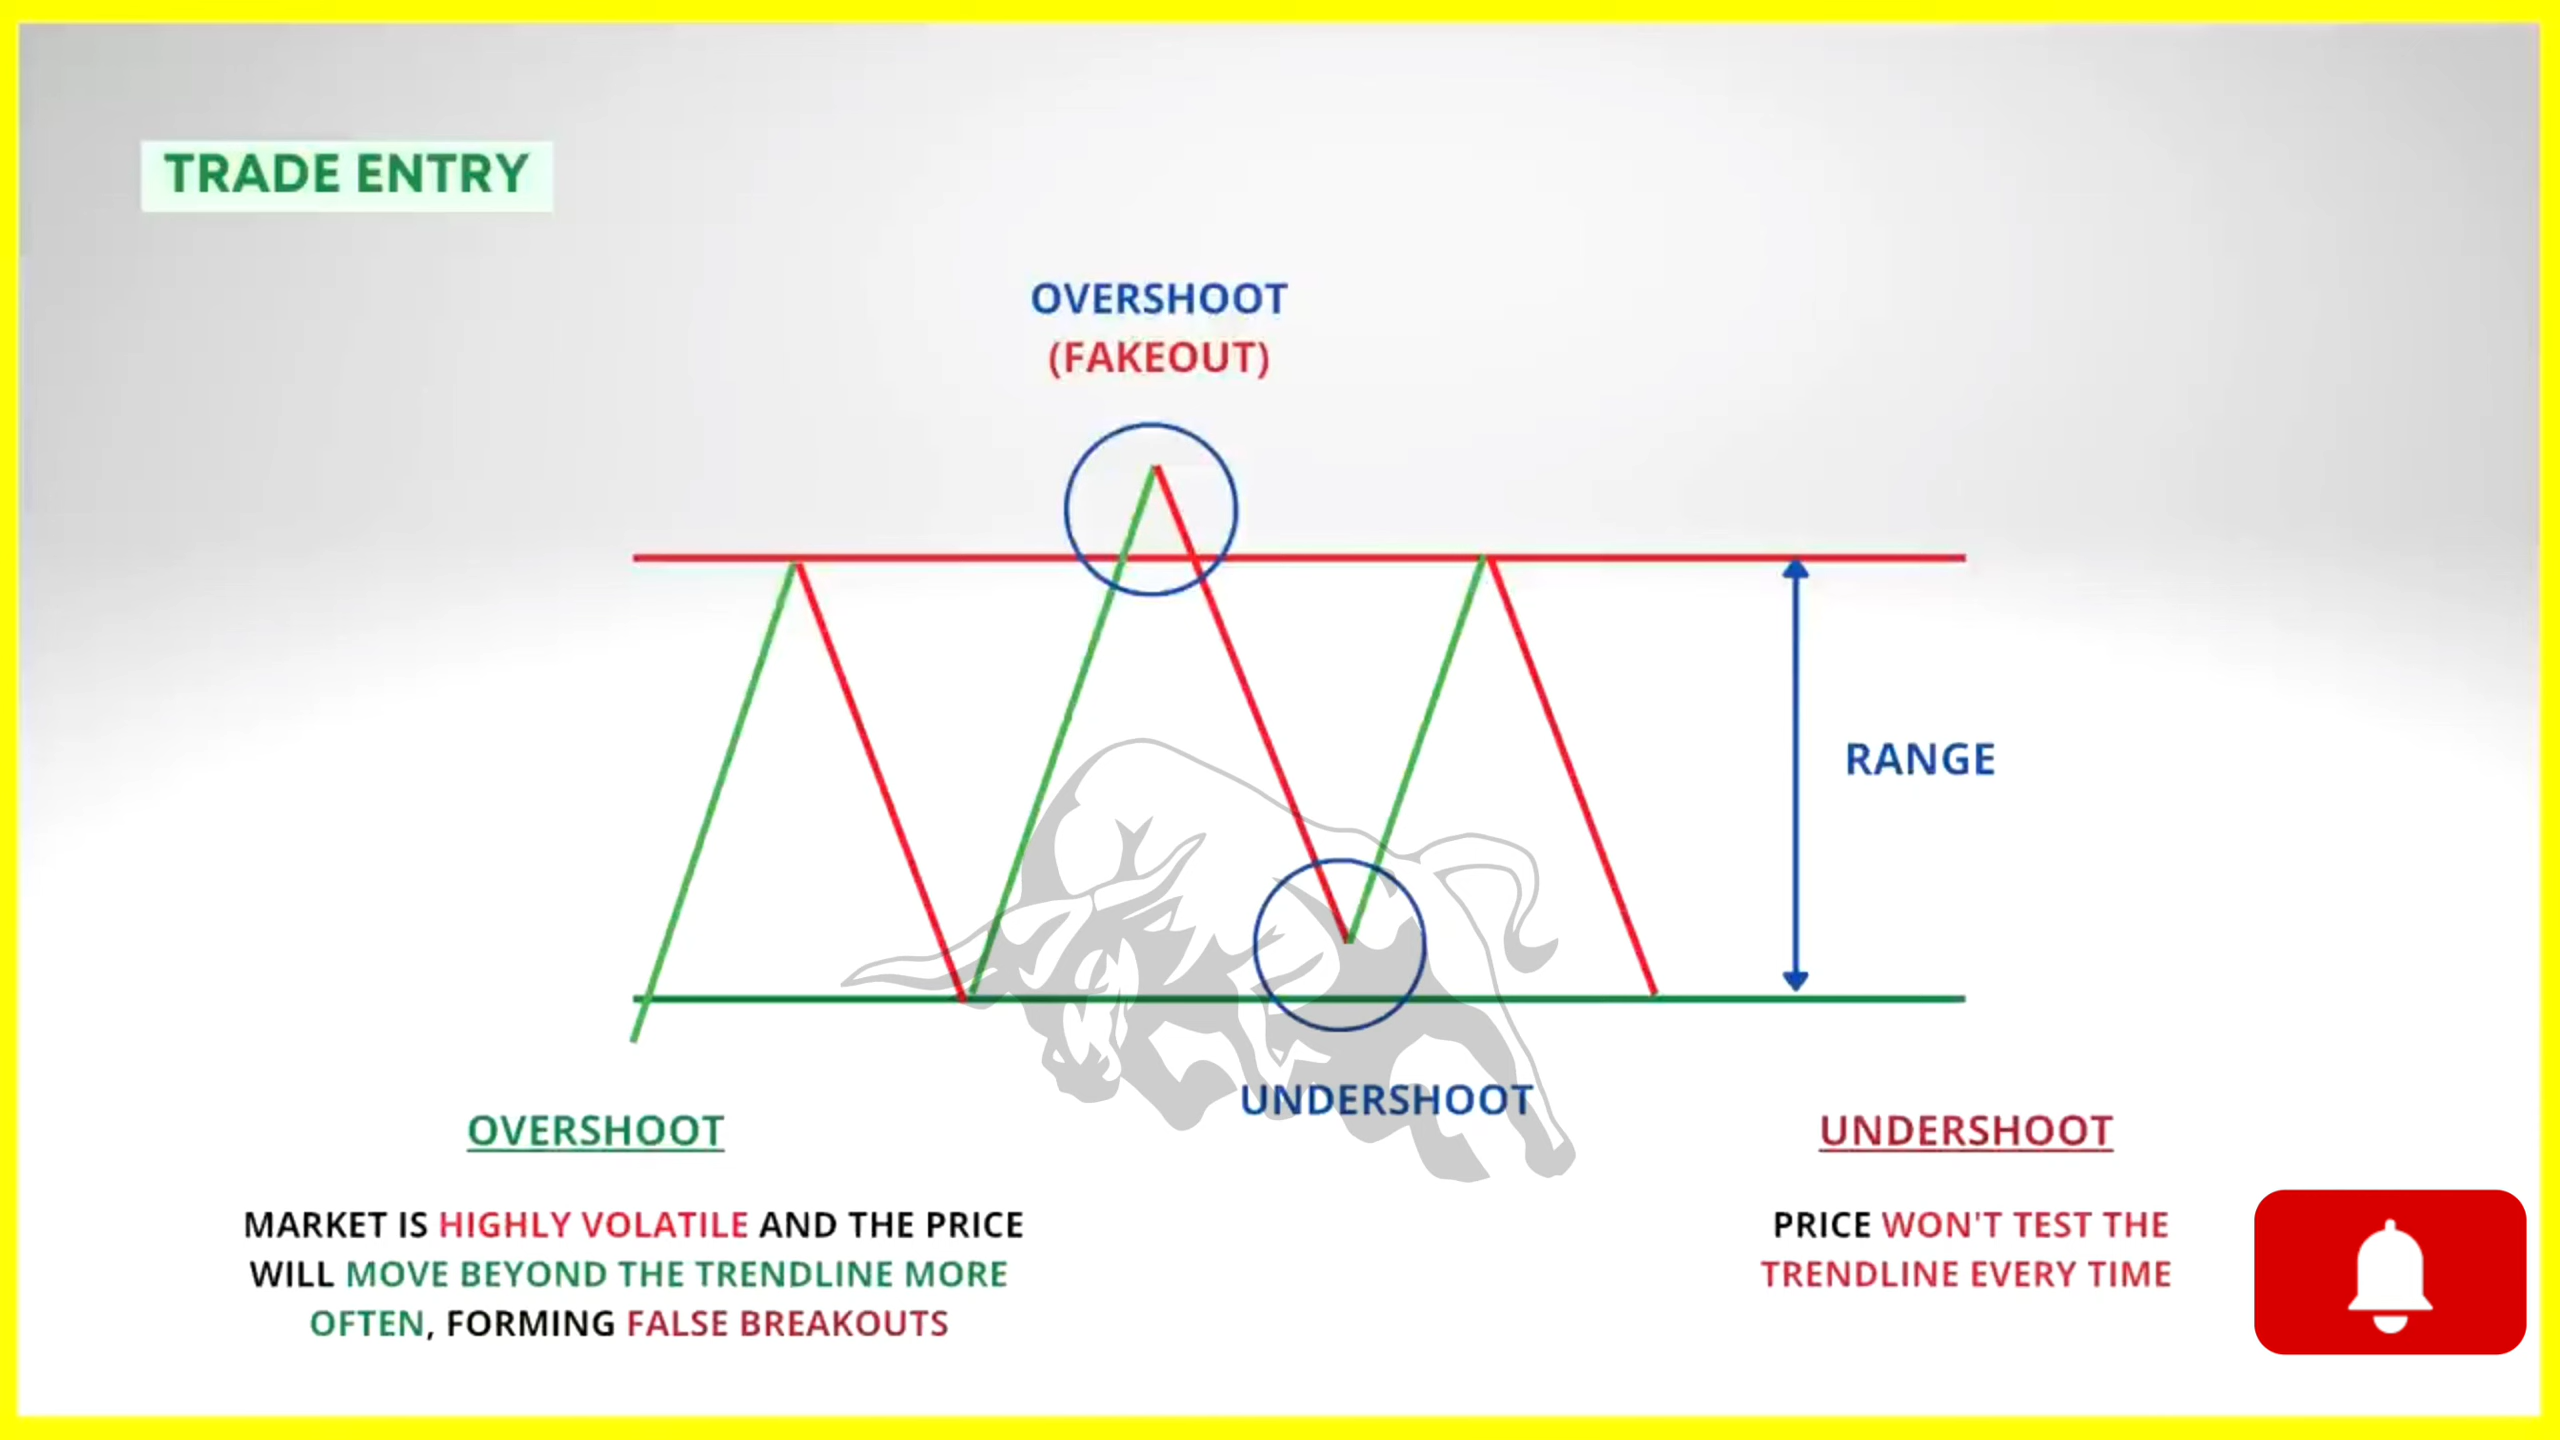 TRADE ENTRY
OVERSHOOT
(FAKEOUT)
RANGE
UNDERSHOOT
OVERSHOOT
MARKET IS HIGHLY VOLATILE AND THE PRICE
WILL MOVE BEYOND THE TRENDLINE MORE
OFTEN, FORMING FALSE BREAKOUTS
UNDERSHOOT
PRICE WON'T TEST THE
TRENDLINE EVERY TIME